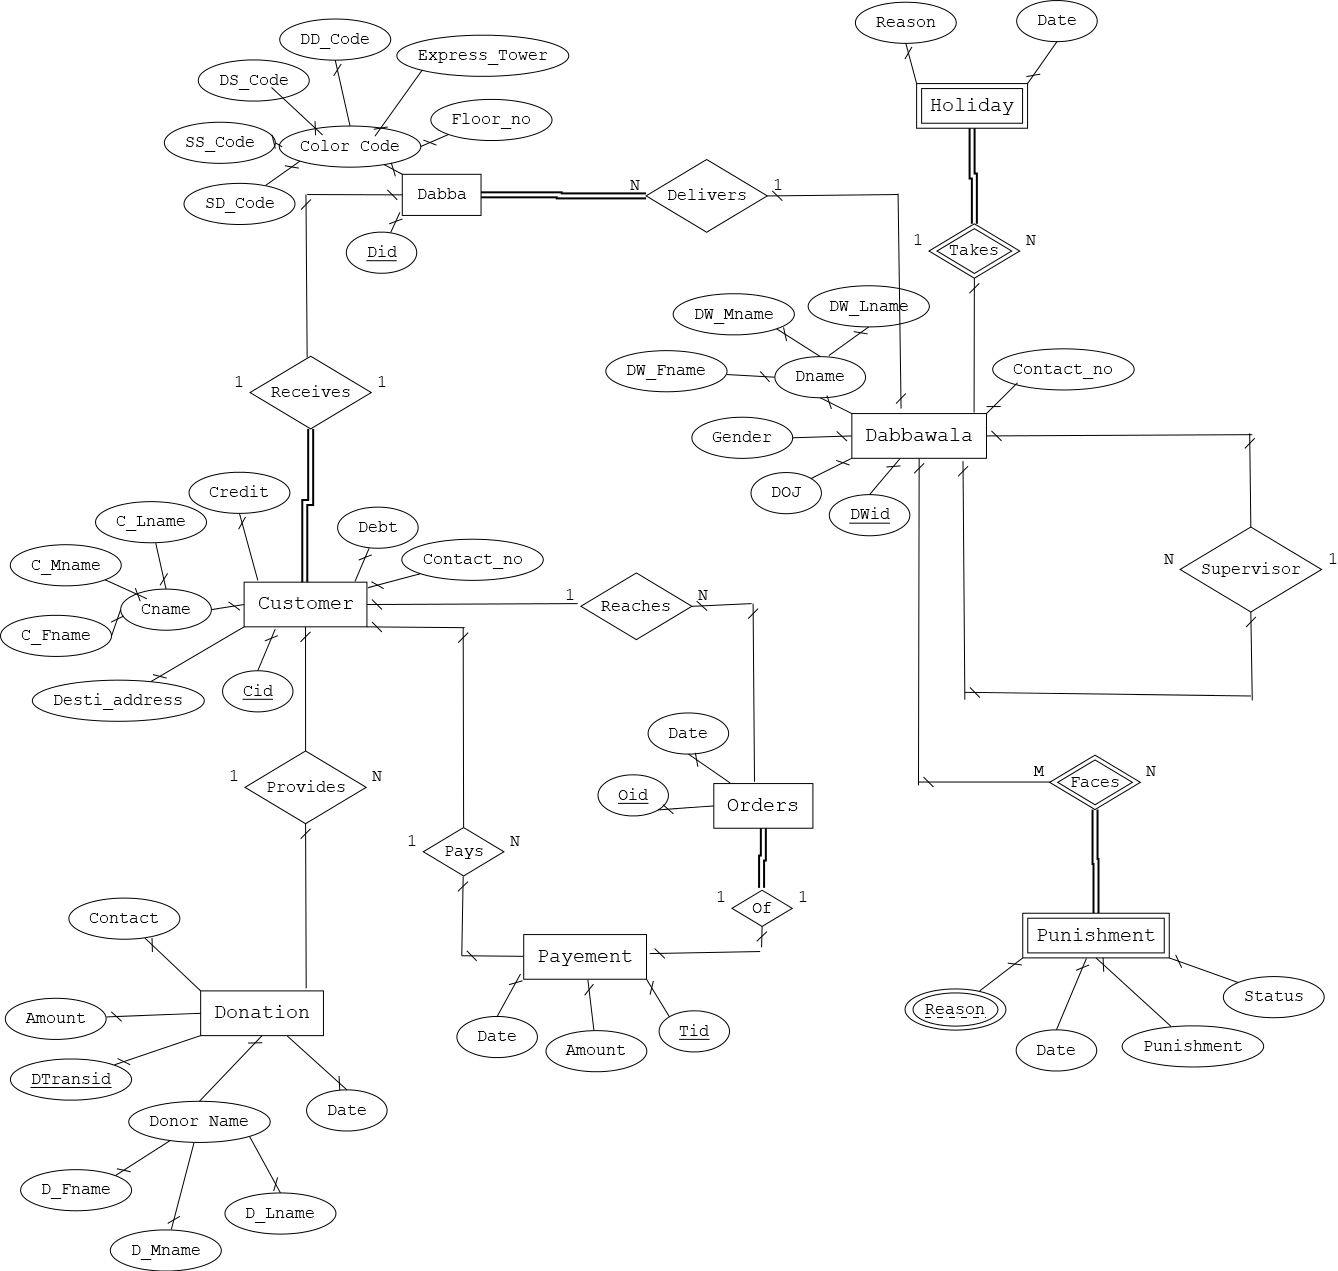 Reason
Date
DD_Code
Express_Tower
DS_Code
Holiday
Floor_no
SS_Code
Color Code
Dabba
N
Delivers
1
SD_Code
Did
1
Takes
N
DW_Mname
DW_Lname
DW_Fname
Dname
Contact_no
1
Receives
1
Gender
Dabbawala
DOJ
DWid
Credit
C_Lname
Debt
Contact_no
C_Mname
N
Supervisor
1
Cname
Customer
1
Reaches
N
C_Fname
Desti_address
Cid
Date
1
Provides
N
Oid
Orders
M
Faces
N
1
Pays
N
1
Of
1
Contact
Payement
Punishment
Amount
Donation
Date
Amount
Tid
Reason
Status
Date
Punishment
DTransid
Donor Name
Date
D_Fname
D_Lname
D_Mname